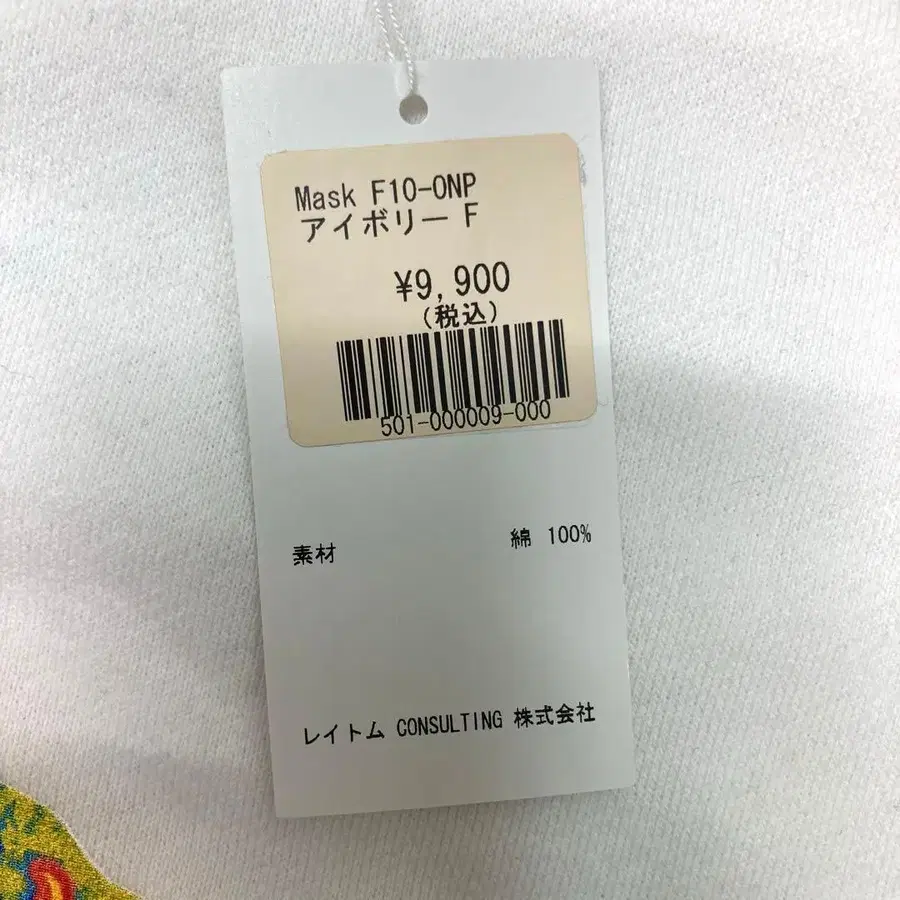 Mask F10-ONP
アイボリー F
¥9,900
(税込)
501-000009-000
素材 綿 100%
レイトム CONSULTING 株式会社